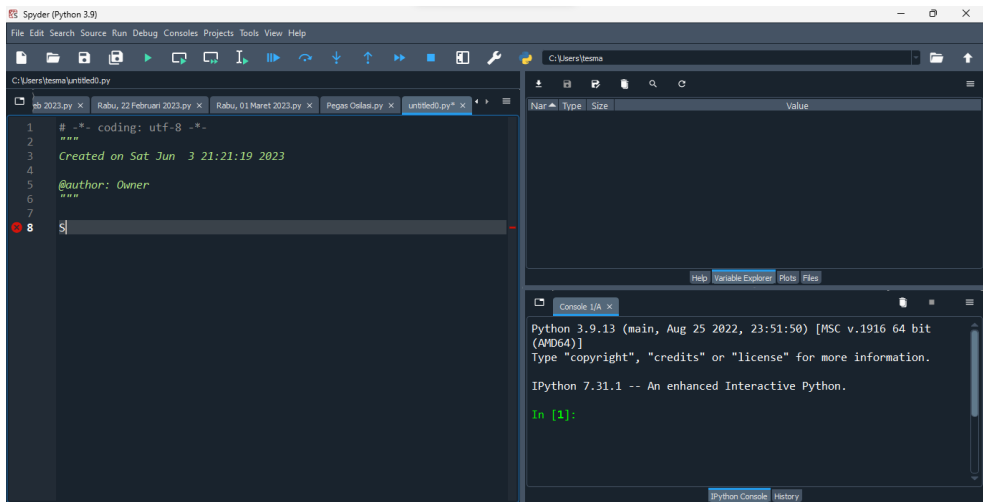 Spyder (Python 3.9)
File Edit Search Source Run Debug Consoles Projects Tools View Help
C:\Users\tesma
C:\Users\tesma\untitled0.py
eb 2023.py Rabu, 22 Februari 2023.py Rabu, 01 Maret 2023.py Pegas Osilasi.py untitled0.py*
1 # -*- coding: utf-8 -*-
2 """
3 Created on Sat Jun  3 21:21:19 2023
4
5 @author: Owner
6 """
7
8 S
Nar Type Size Value
Help Variable Explorer Plots Files
Console 1/A
Python 3.9.13 (main, Aug 25 2022, 23:51:50) [MSC v.1916 64 bit
(AMD64)]
Type "copyright", "credits" or "license" for more information.
IPython 7.31.1 -- An enhanced Interactive Python.
In [1]:
IPython Console History